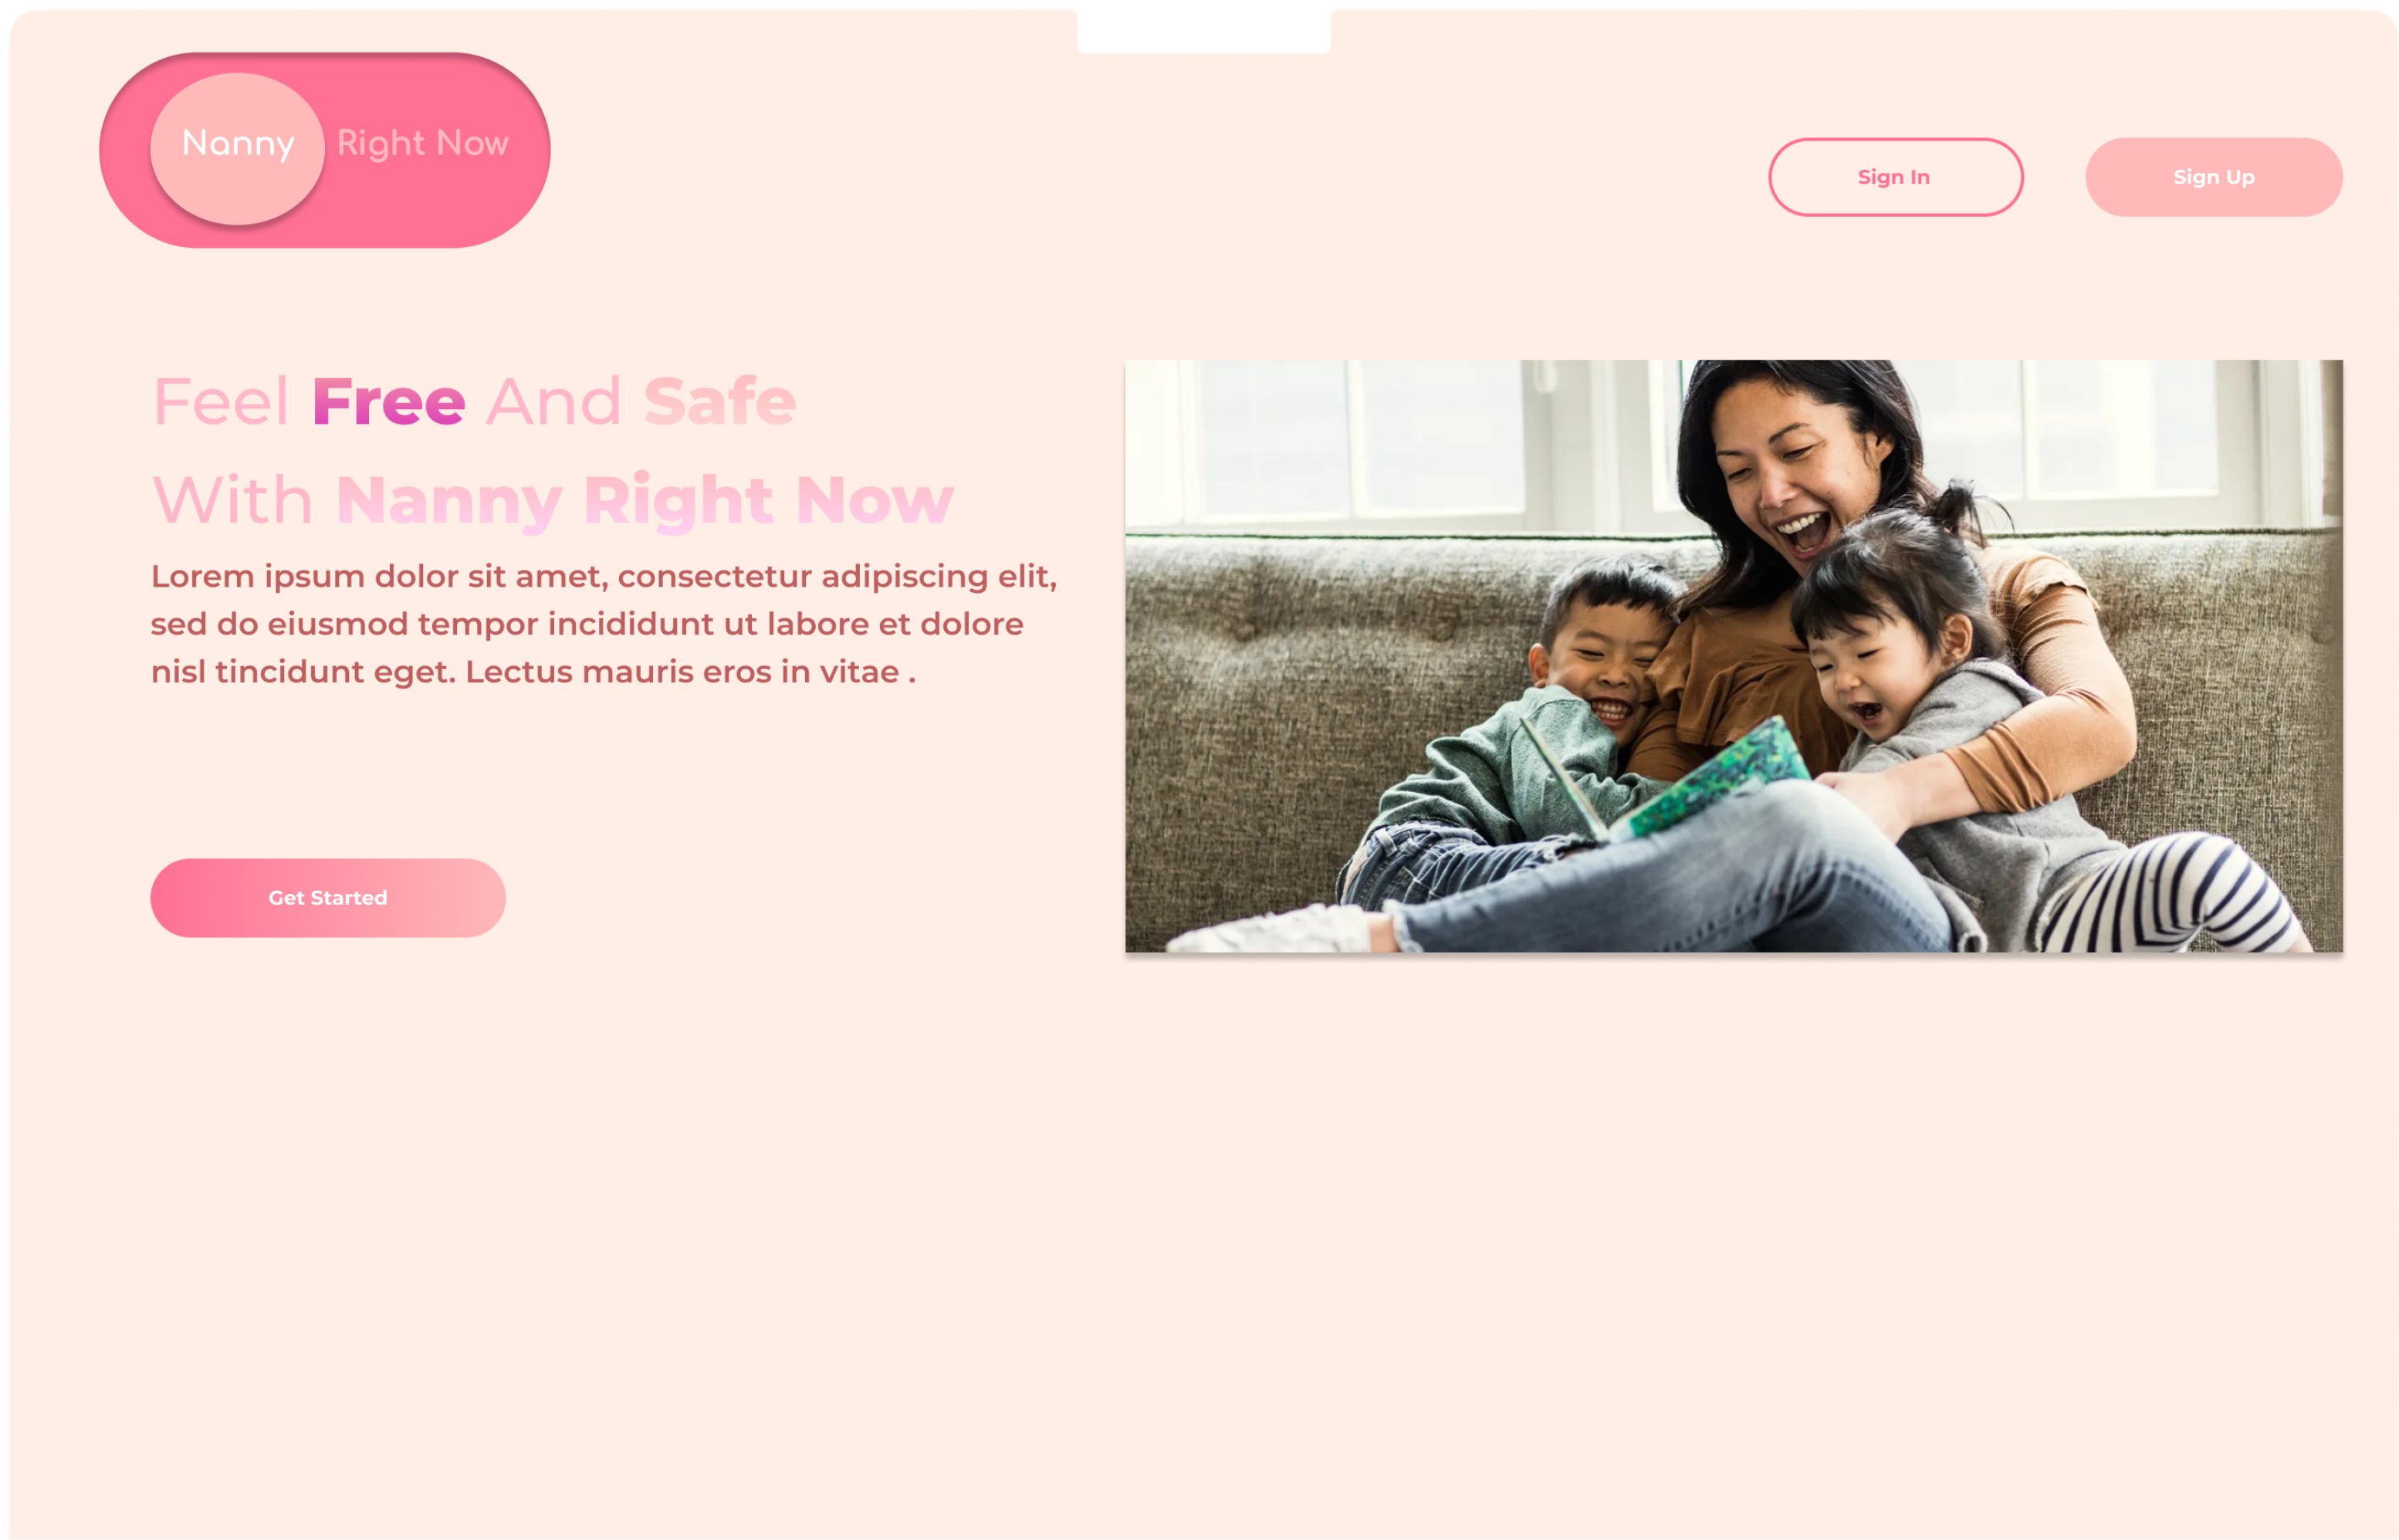 Nanny Right Now
Sign In
Sign Up
Feel Free And Safe
With Nanny Right Now
Lorem ipsum dolor sit amet, consectetur adipiscing elit,
sed do eiusmod tempor incididunt ut labore et dolore
nisl tincidunt eget. Lectus mauris eros in vitae .
Get Started